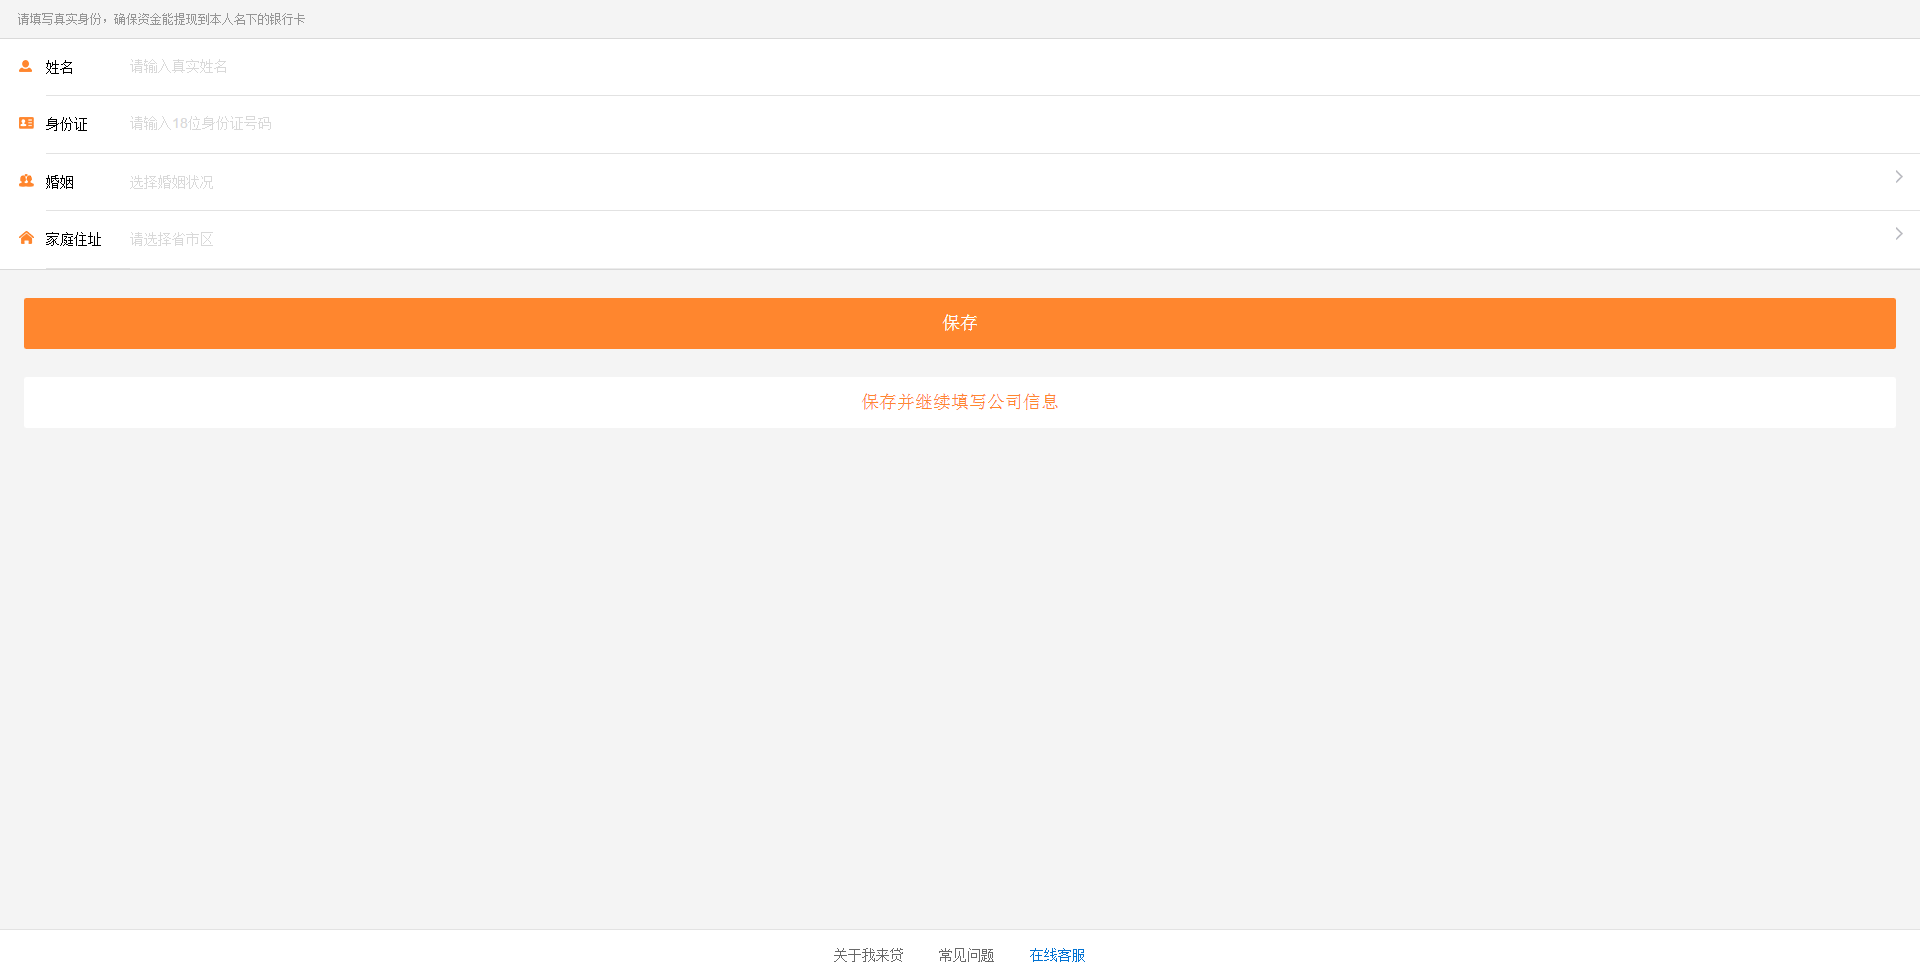 请填写真实身份，确保资金能提现到本人名下的银行卡
姓名 请输入真实姓名
身份证 请输入18位身份证号码
婚姻 选择婚姻状况
家庭住址 请选择省市区
保存
保存并继续填写公司信息
关于我来贷 常见问题 在线客服